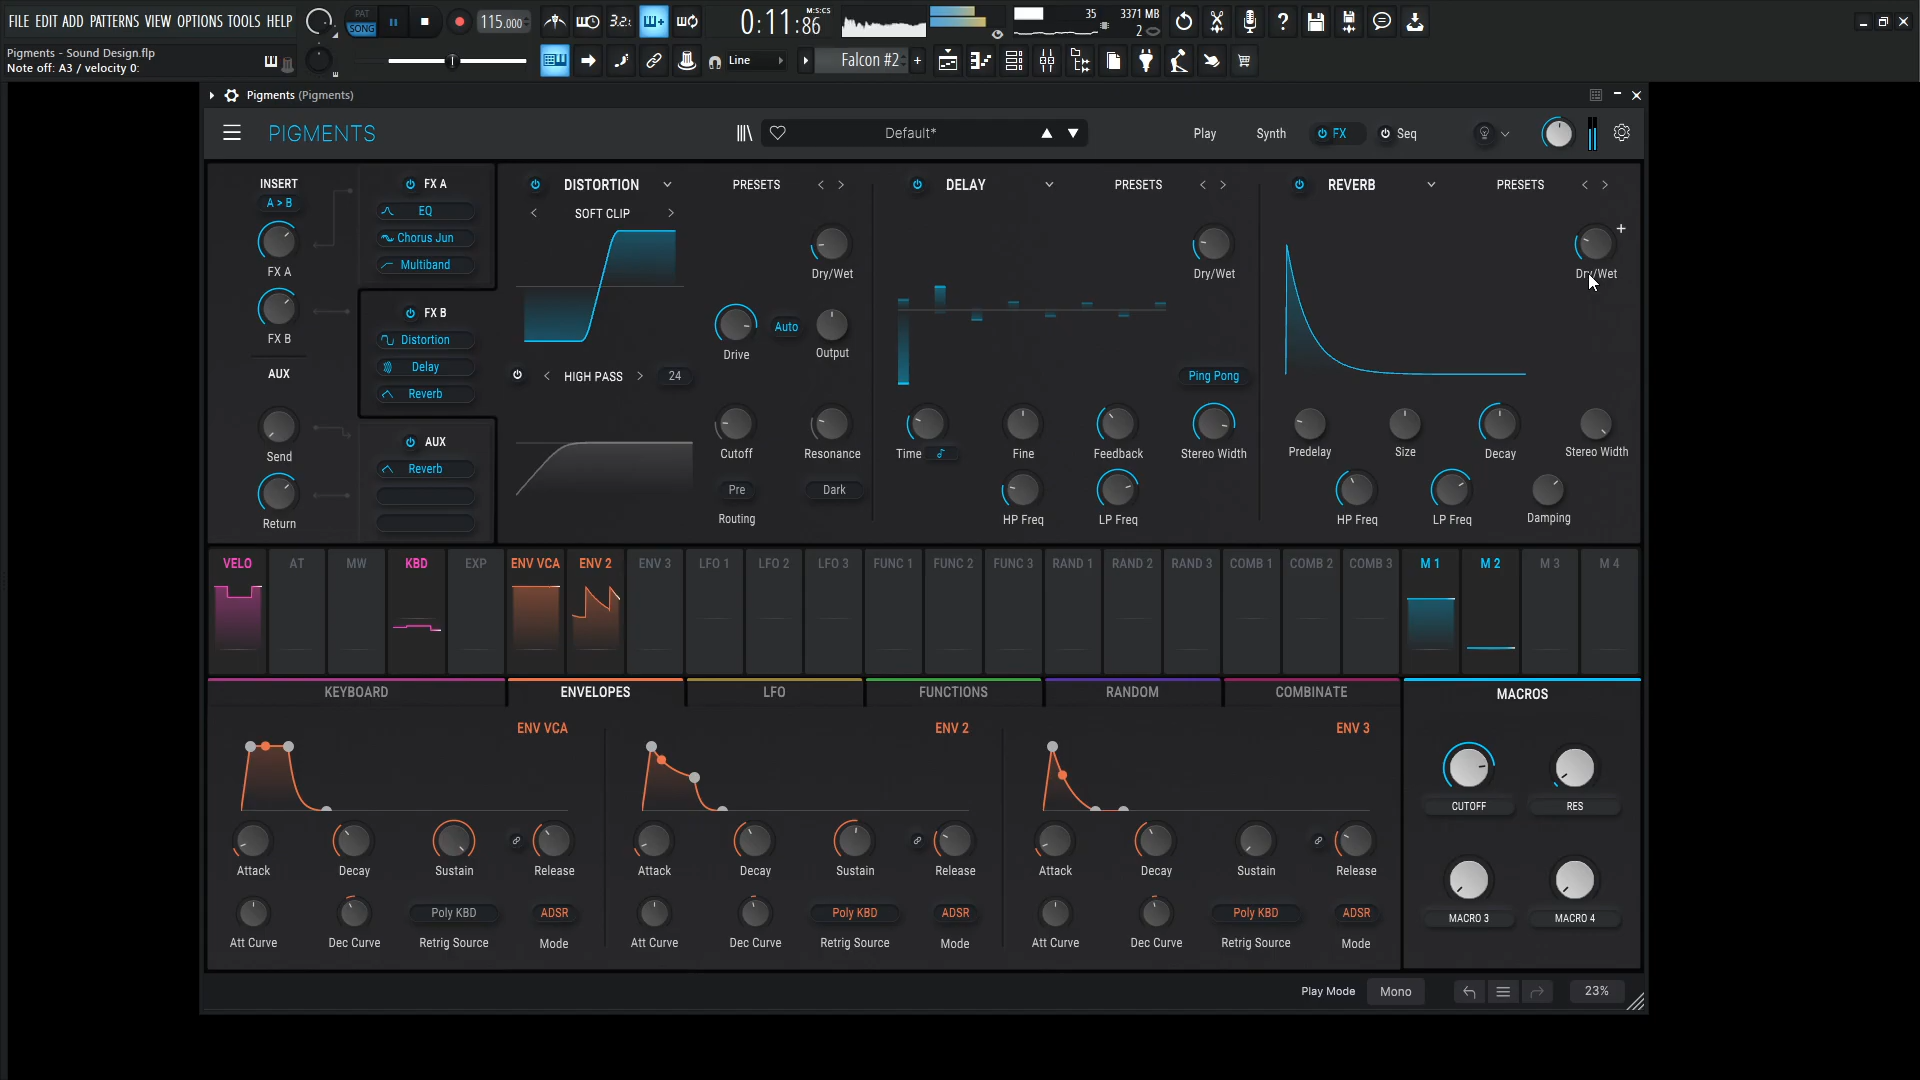 FILE EDIT ADD PATTERNS VIEW OPTIONS TOOLS HELP
PAT
SONG
115.000
3.2
0:11:86
M:S:CS
35
3371 MB
2
Pigments - Sound Design.flp
Note off: A3 / velocity 0:
Line
Falcon #2
Pigments (Pigments)
PIGMENTS
Default*
Play
Synth
FX
Seq
INSERT
A > B
FX A
FX B
AUX
Send
Return
FX A
EQ
Chorus Jun
Multiband
FX B
Distortion
Delay
Reverb
AUX
Reverb
DISTORTION
PRESETS
SOFT CLIP
Dry/Wet
Drive
Auto
Output
HIGH PASS
24
Cutoff
Resonance
Pre
Dark
Routing
DELAY
PRESETS
Dry/Wet
Ping Pong
Time
Fine
Feedback
Stereo Width
HP Freq
LP Freq
REVERB
PRESETS
Dry/Wet
Predelay
Size
Decay
Stereo Width
HP Freq
LP Freq
Damping
VELO
AT
MW
KBD
EXP
ENV VCA
ENV 2
ENV 3
LFO 1
LFO 2
LFO 3
FUNC 1
FUNC 2
FUNC 3
RAND 1
RAND 2
RAND 3
COMB 1
COMB 2
COMB 3
M 1
M 2
M 3
M 4
KEYBOARD
ENVELOPES
LFO
FUNCTIONS
RANDOM
COMBINATE
MACROS
ENV VCA
Attack
Decay
Sustain
Release
Att Curve
Dec Curve
Poly KBD
Retrig Source
ADSR
Mode
ENV 2
Attack
Decay
Sustain
Release
Att Curve
Dec Curve
Poly KBD
Retrig Source
ADSR
Mode
ENV 3
Attack
Decay
Sustain
Release
Att Curve
Dec Curve
Poly KBD
Retrig Source
ADSR
Mode
CUTOFF
RES
MACRO 3
MACRO 4
Play Mode
Mono
23%